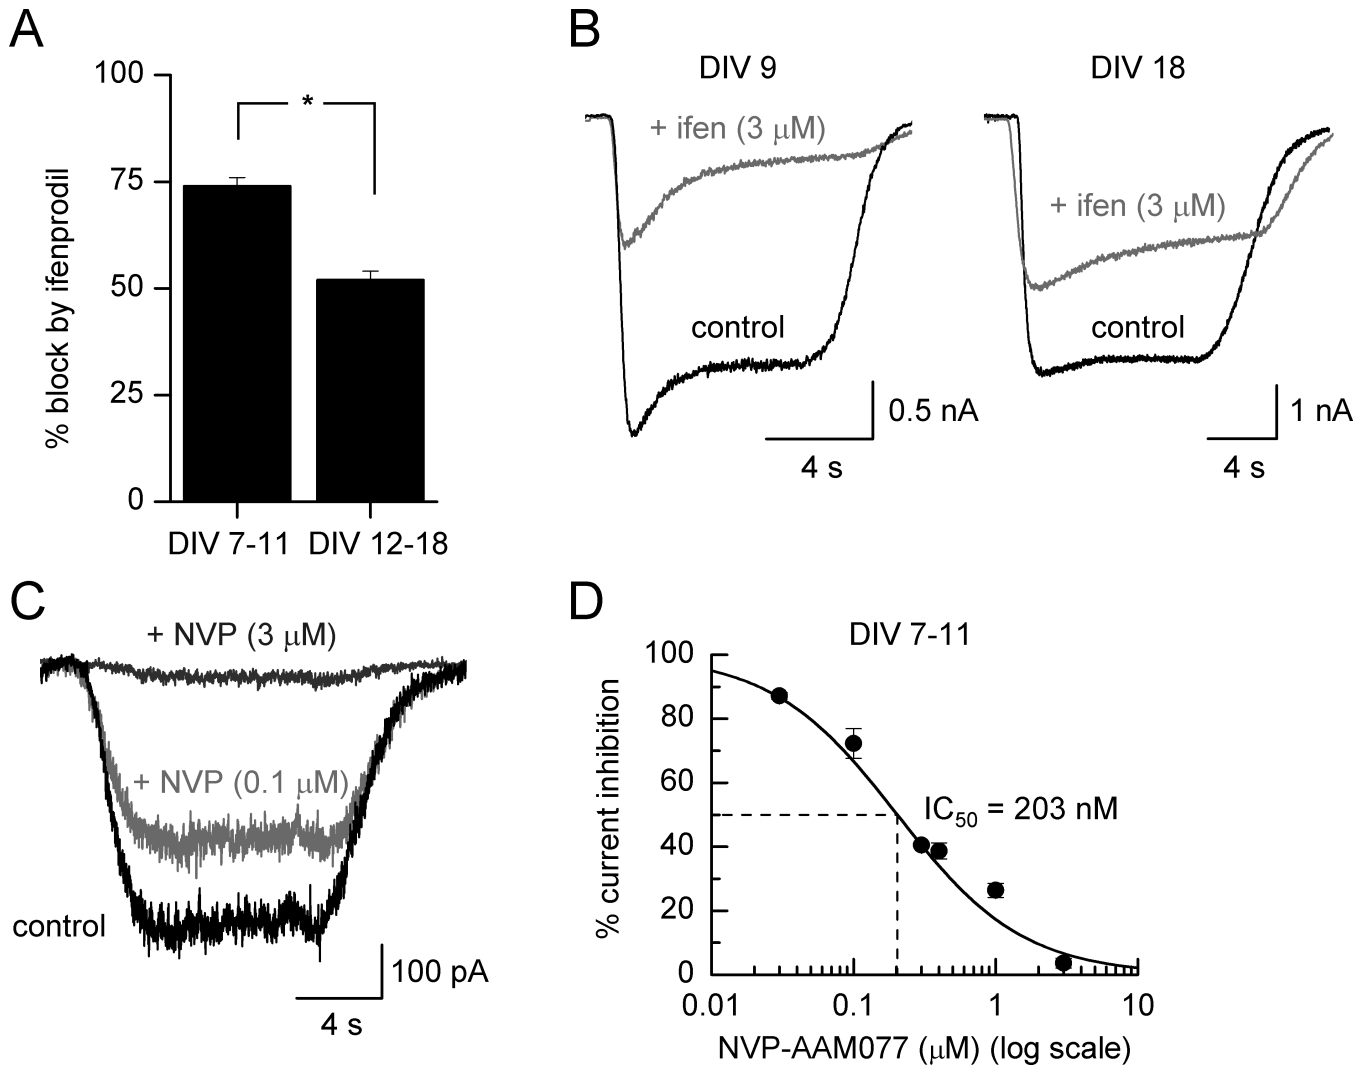 A
% block by ifenprodil
100
75
50
25
0
*
DIV 7-11
DIV 12-18
B
DIV 9
+ ifen (3 μM)
control
0.5 nA
4 s
DIV 18
+ ifen (3 μM)
control
1 nA
4 s
C
+ NVP (3 μM)
+ NVP (0.1 μM)
control
100 pA
4 s
D
DIV 7-11
% current inhibition
100
80
60
40
20
0
IC50 = 203 nM
0.01
0.1
1
10
NVP-AAM077 (μM) (log scale)